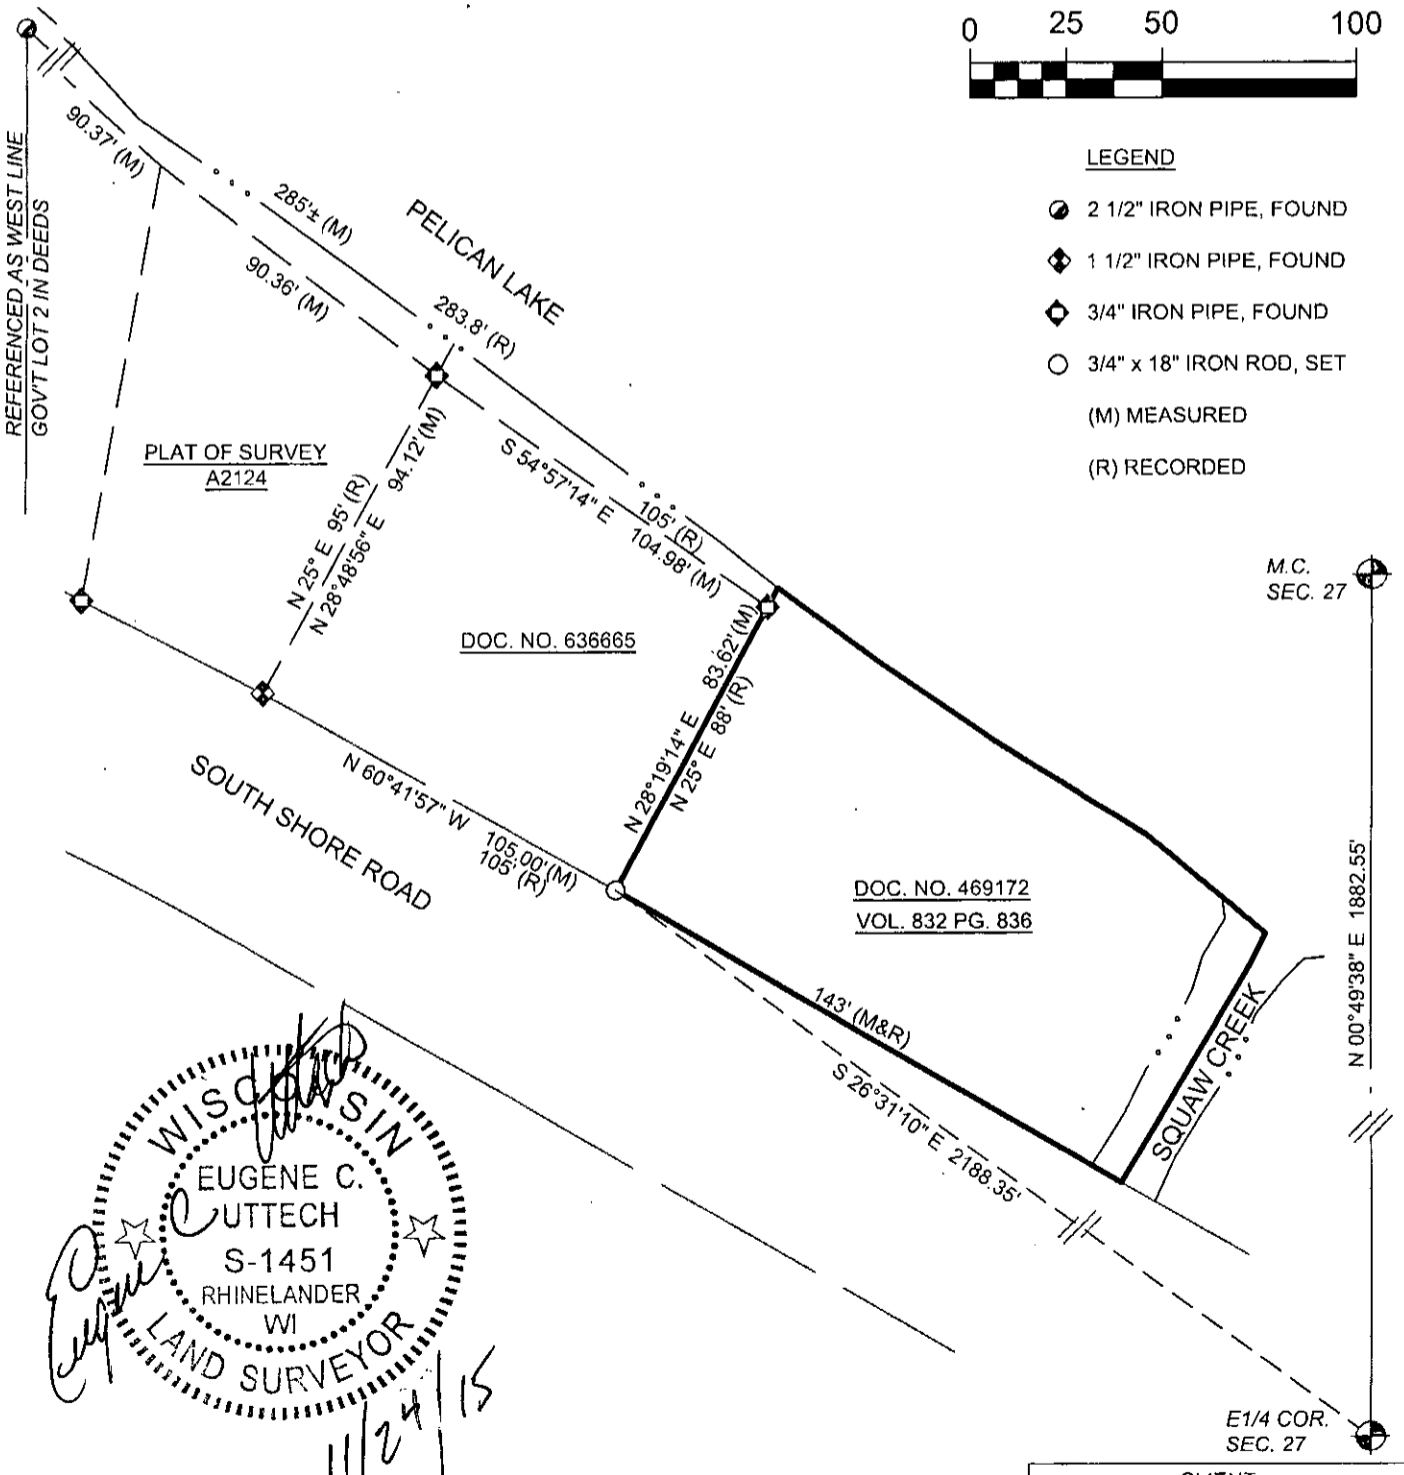 0 25 50 100
LEGEND
2 1/2" IRON PIPE, FOUND
1 1/2" IRON PIPE, FOUND
3/4" IRON PIPE, FOUND
3/4" x 18" IRON ROD, SET
(M) MEASURED
(R) RECORDED
REFERENCED AS WEST LINE
GOV'T LOT 2 IN DEEDS
90.37' (M)
285'± (M)
90.36' (M)
PELICAN LAKE
283.8' (R)
PLAT OF SURVEY
A2124
N 25° E 95' (R)
N 28°48'56" E 94.12' (M)
S 54°57'14" E 104.98' (M)
105' (R)
DOC. NO. 636665
N 28°19'14" E 83.62' (M)
N 25° E 88' (R)
N 60°41'57" W 105.00' (M)
105' (R)
SOUTH SHORE ROAD
M.C.
SEC. 27
N 00°49'38" E 1882.55'
DOC. NO. 469172
VOL. 832 PG. 836
143' (M&R)
S 26°31'10" E 2188.35'
SQUAW CREEK
E1/4 COR.
SEC. 27
WISCONSIN
EUGENE C.
UTTECH
S-1451
RHINELANDER
WI
LAND SURVEYOR
Eugene C Uttech
11/24/15